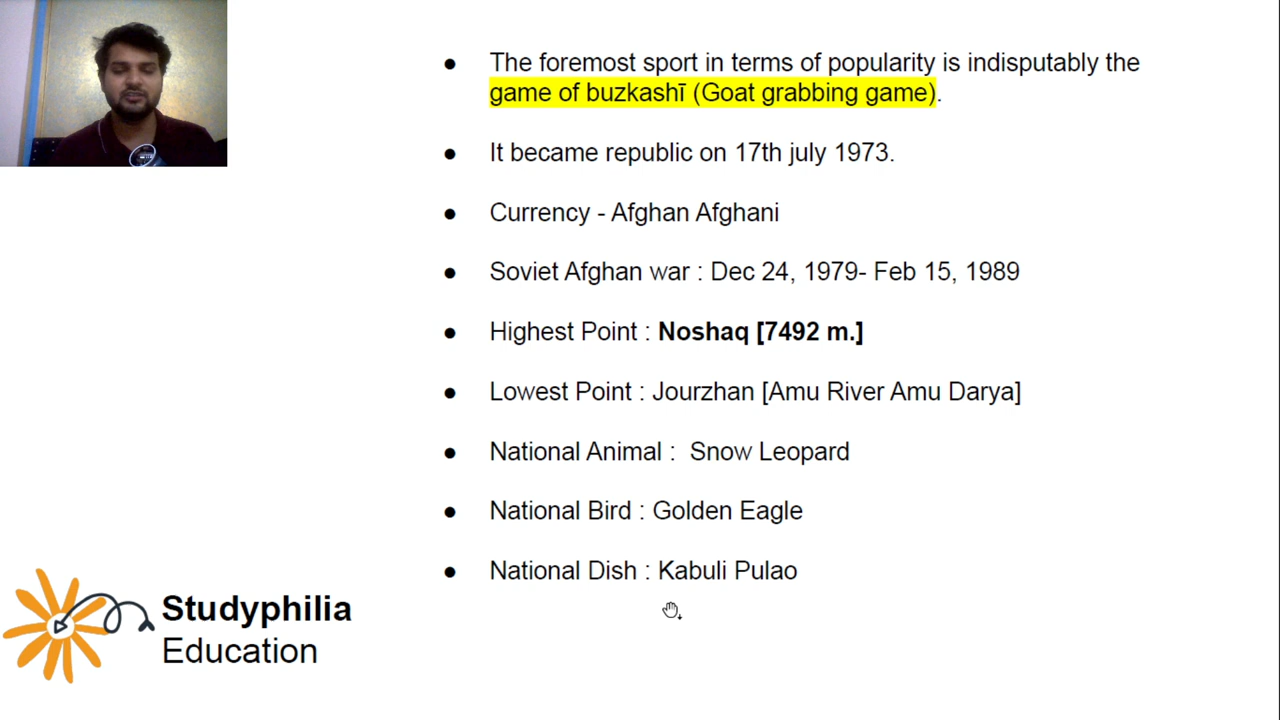 The foremost sport in terms of popularity is indisputably the
game of buzkashī (Goat grabbing game).
It became republic on 17th july 1973.
Currency - Afghan Afghani
Soviet Afghan war : Dec 24, 1979- Feb 15, 1989
Highest Point : Noshaq [7492 m.]
Lowest Point : Jourzhan [Amu River Amu Darya]
National Animal :  Snow Leopard
National Bird : Golden Eagle
National Dish : Kabuli Pulao
Studyphilia
Education